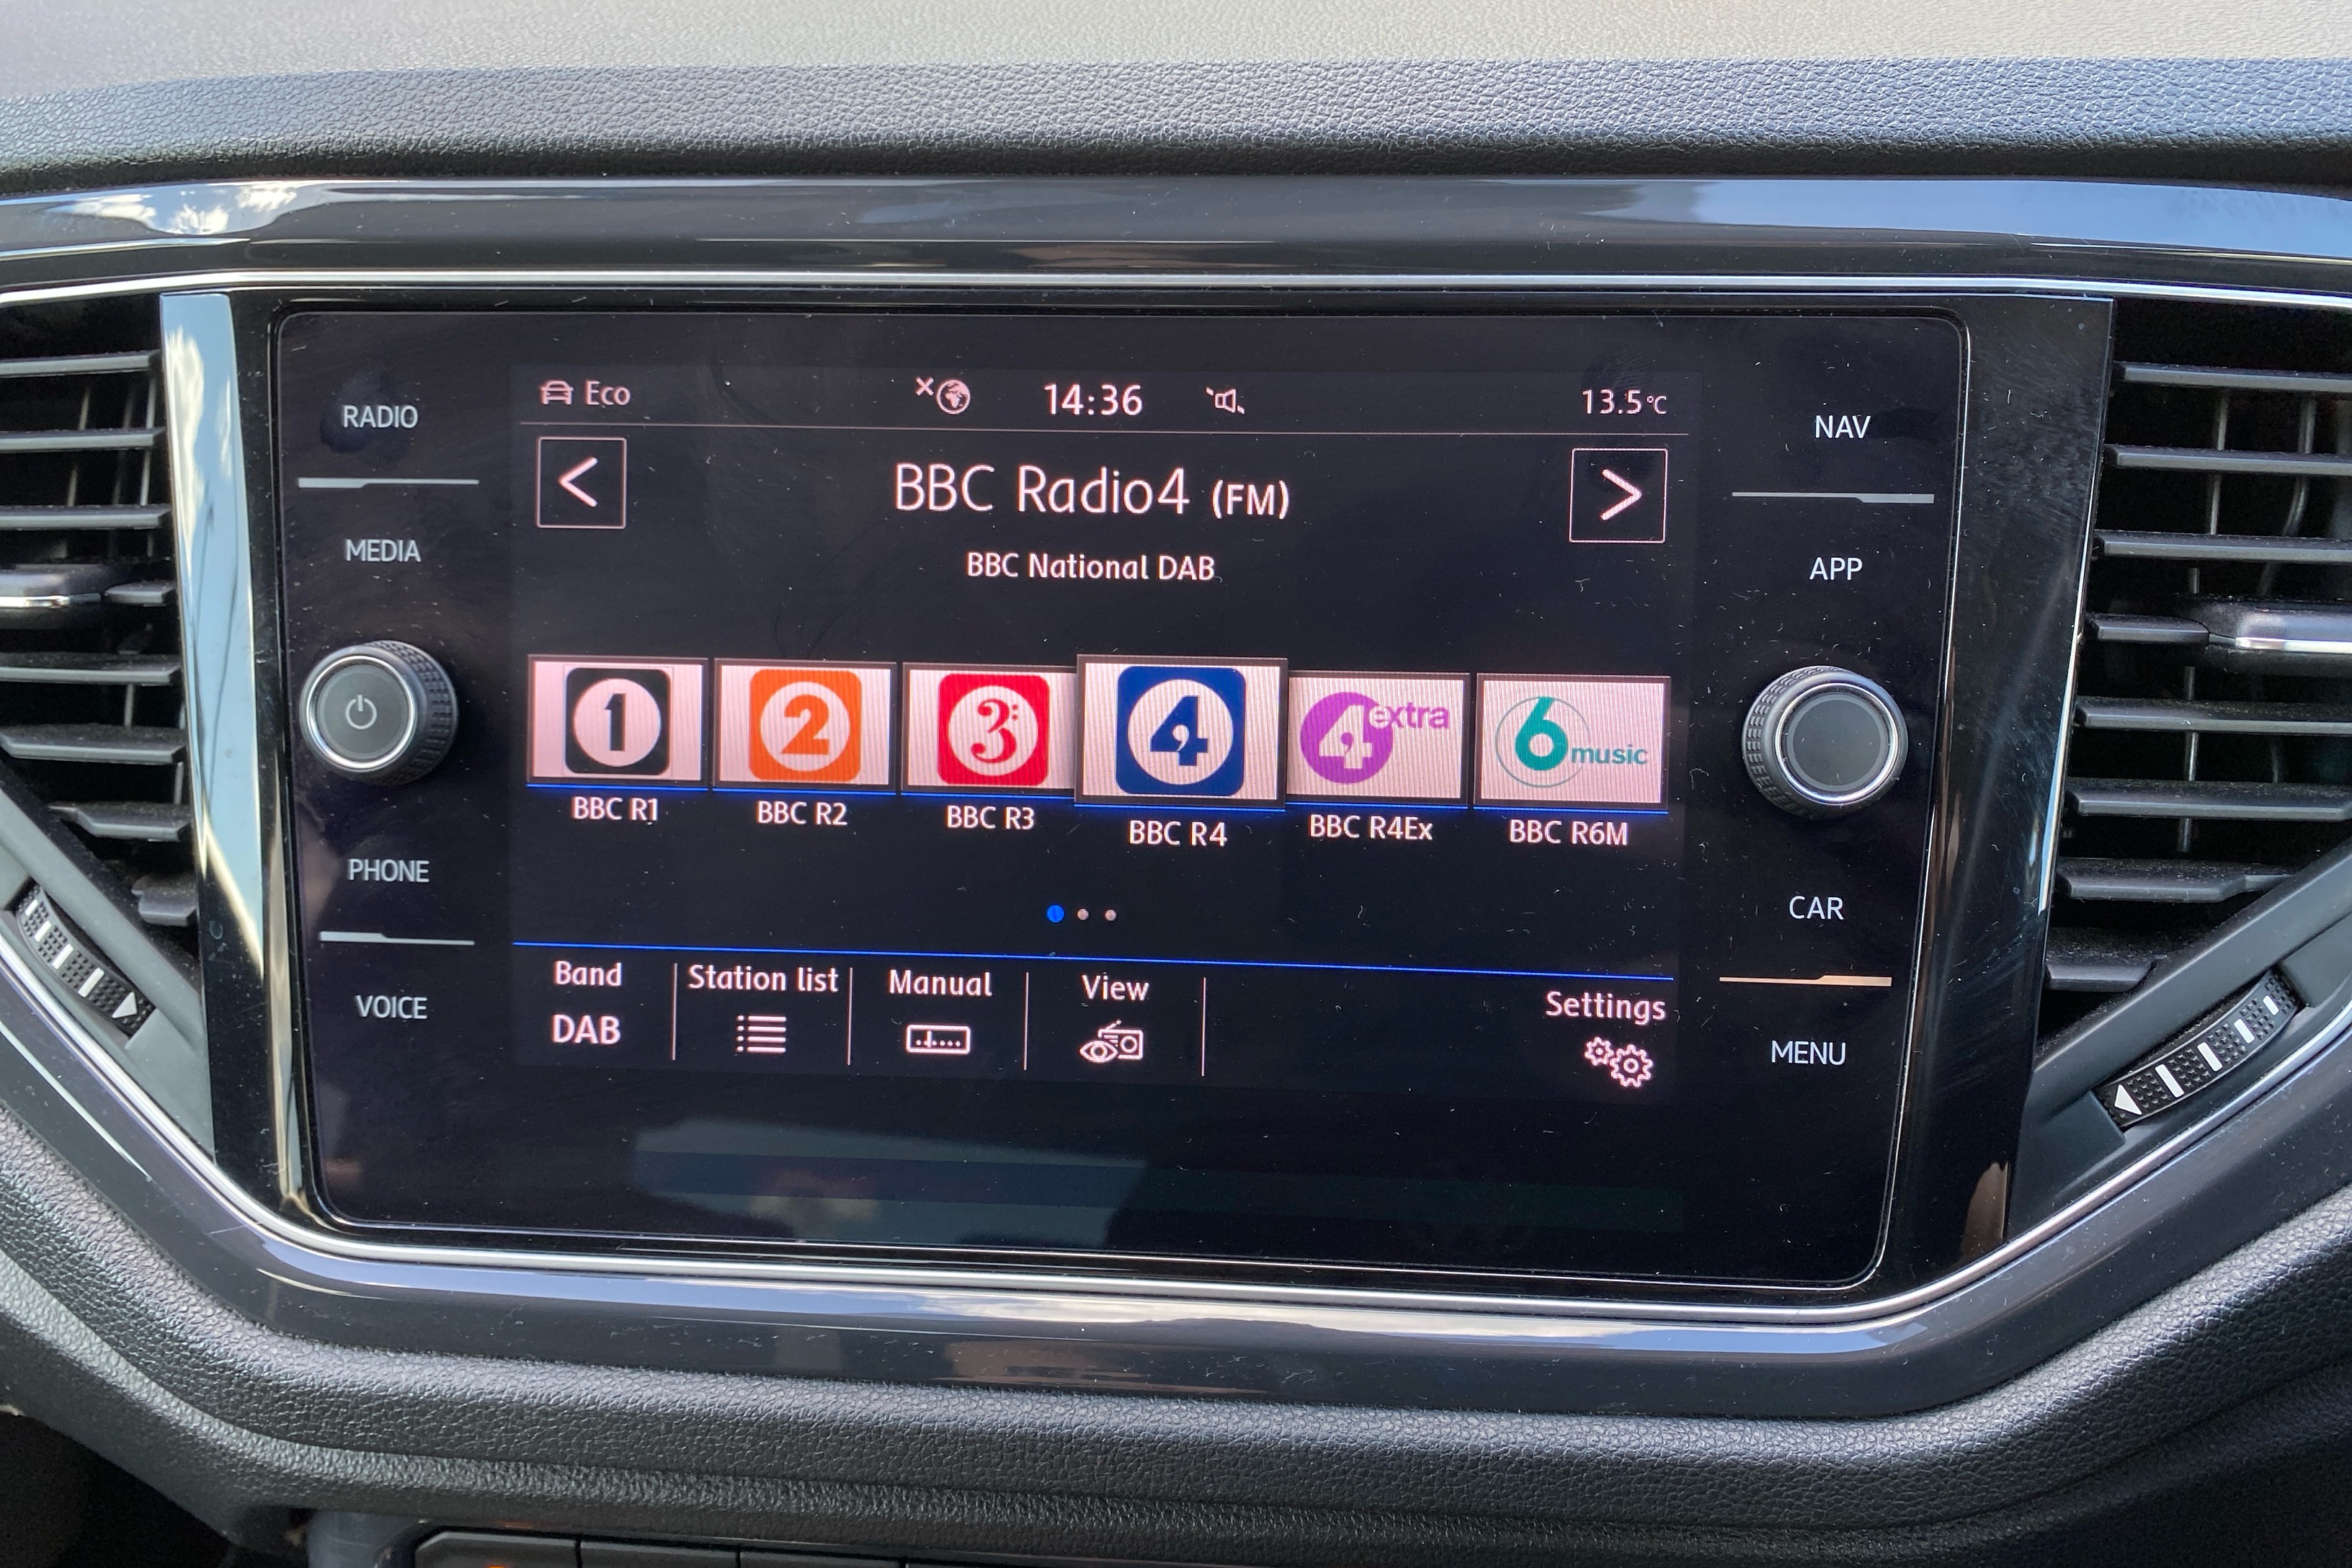 RADIO
MEDIA
PHONE
VOICE
Eco
14:36
13.5°C
BBC Radio4 (FM)
BBC National DAB
1
2
3
4
4 extra
6 music
BBC R1
BBC R2
BBC R3
BBC R4
BBC R4Ex
BBC R6M
Band
DAB
Station list
Manual
View
Settings
NAV
APP
CAR
MENU